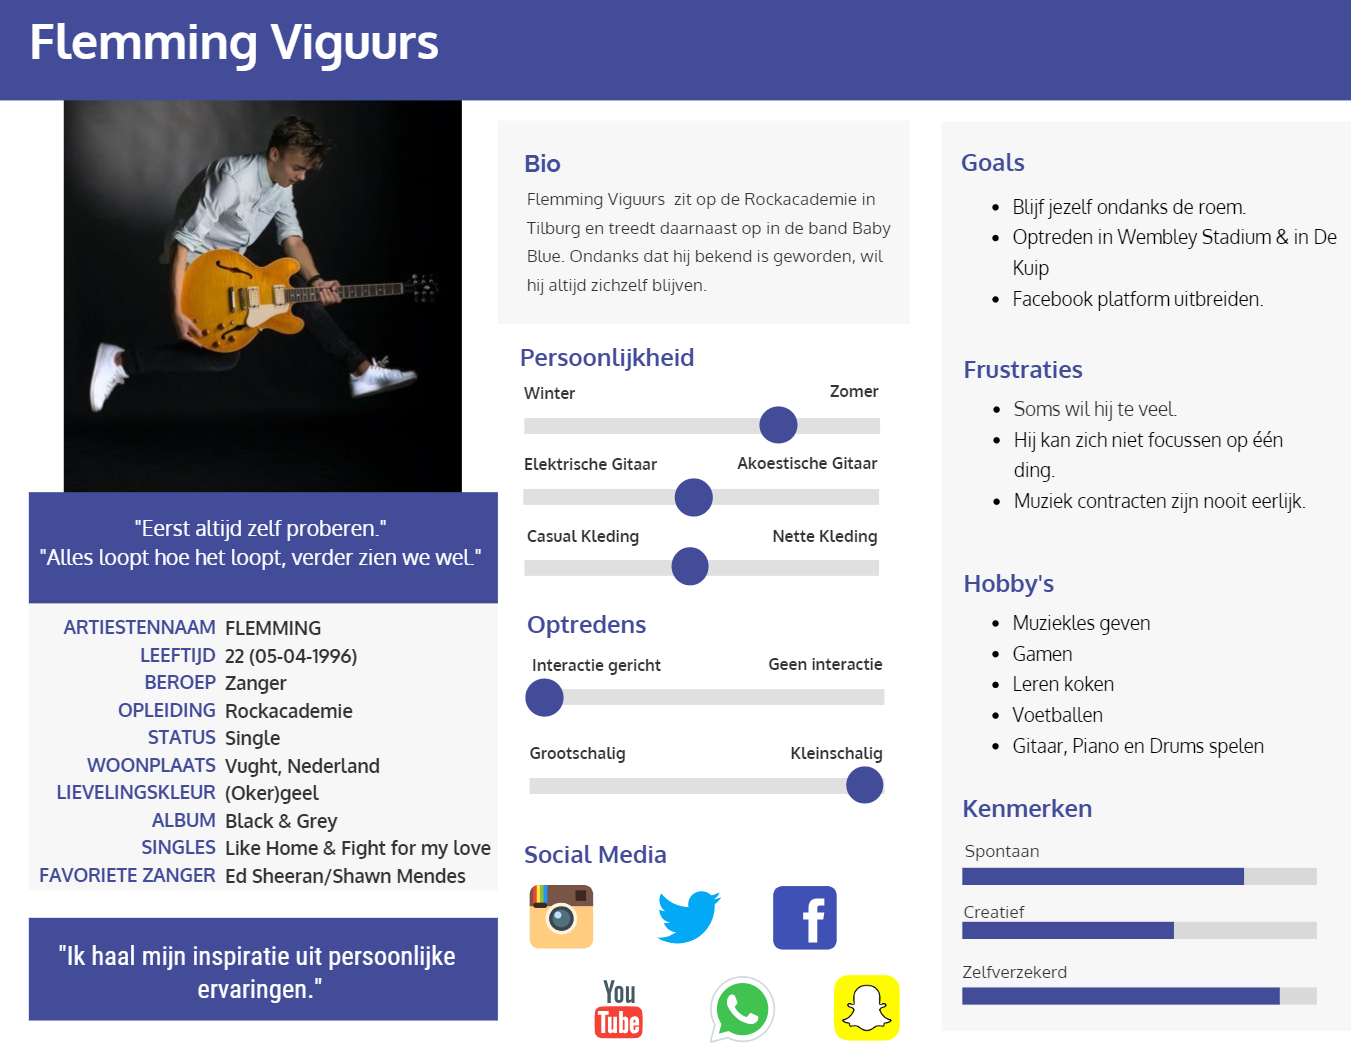 Flemming Viguurs
"Eerst altijd zelf proberen."
"Alles loopt hoe het loopt, verder zien we wel."
ARTIESTENNAAM FLEMMING
LEEFTIJD 22 (05-04-1996)
BEROEP Zanger
OPLEIDING Rockacademie
STATUS Single
WOONPLAATS Vught, Nederland
LIEVELINGSKLEUR (Oker)geel
ALBUM Black & Grey
SINGLES Like Home & Fight for my love
FAVORIETE ZANGER Ed Sheeran/Shawn Mendes
"Ik haal mijn inspiratie uit persoonlijke
ervaringen."
Bio
Flemming Viguurs zit op de Rockacademie in
Tilburg en treedt daarnaast op in de band Baby
Blue. Ondanks dat hij bekend is geworden, wil
hij altijd zichzelf blijven.
Persoonlijkheid
Winter Zomer
Elektrische Gitaar Akoestische Gitaar
Casual Kleding Nette Kleding
Optredens
Interactie gericht Geen interactie
Grootschalig Kleinschalig
Social Media
You
Tube
Goals
• Blijf jezelf ondanks de roem.
• Optreden in Wembley Stadium & in De
Kuip
• Facebook platform uitbreiden.
Frustraties
• Soms wil hij te veel.
• Hij kan zich niet focussen op één
ding.
• Muziek contracten zijn nooit eerlijk.
Hobby's
• Muziekles geven
• Gamen
• Leren koken
• Voetballen
• Gitaar, Piano en Drums spelen
Kenmerken
Spontaan
Creatief
Zelfverzekerd